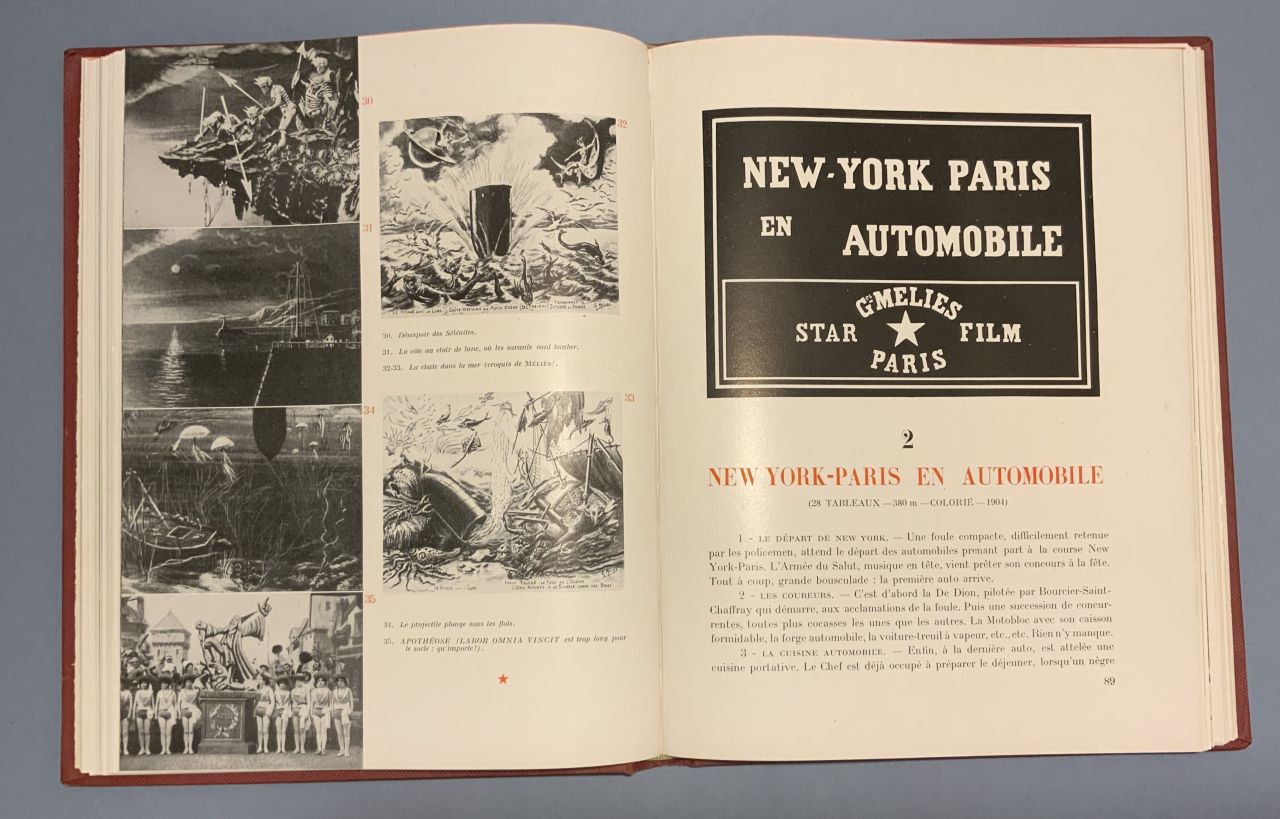 30
31
34
35
32
30. Désespoir des Sélénites.
31. La côte au clair de lune, où les savants vont tomber.
32-33. La chute dans la mer (croquis de MÉLIÈS).
33
34. Le projectile plonge sous les flots.
35. APOTHÉOSE (LABOR OMNIA VINCIT est trop long pour
le socle : qu'importe!).
NEW-YORK PARIS
EN AUTOMOBILE
Gges MELIES
STAR FILM
PARIS
2
NEW YORK-PARIS EN AUTOMOBILE
(28 TABLEAUX — 380 m — COLORIÉ — 1904)
1 - LE DÉPART DE NEW YORK. — Une foule compacte, difficilement retenue
par les policemen, attend le départ des automobiles prenant part à la course New
York-Paris. L'Armée du Salut, musique en tête, vient prêter son concours à la fête.
Tout à coup, grande bousculade : la première auto arrive.
2 - LES COUREURS. — C'est d'abord la De Dion, pilotée par Bourcier-Saint-
Chaffray qui démarre, aux acclamations de la foule. Puis une succession de concur-
rentes, toutes plus cocasses les unes que les autres. La Motobloc avec son caisson
formidable, la forge automobile, la voiture-treuil à vapeur, etc., etc. Rien n'y manque.
3 - LA CUISINE AUTOMOBILE. — Enfin, à la dernière auto, est attelée une
cuisine portative. Le Chef est déjà occupé à préparer le déjeuner, lorsqu'un nègre
89